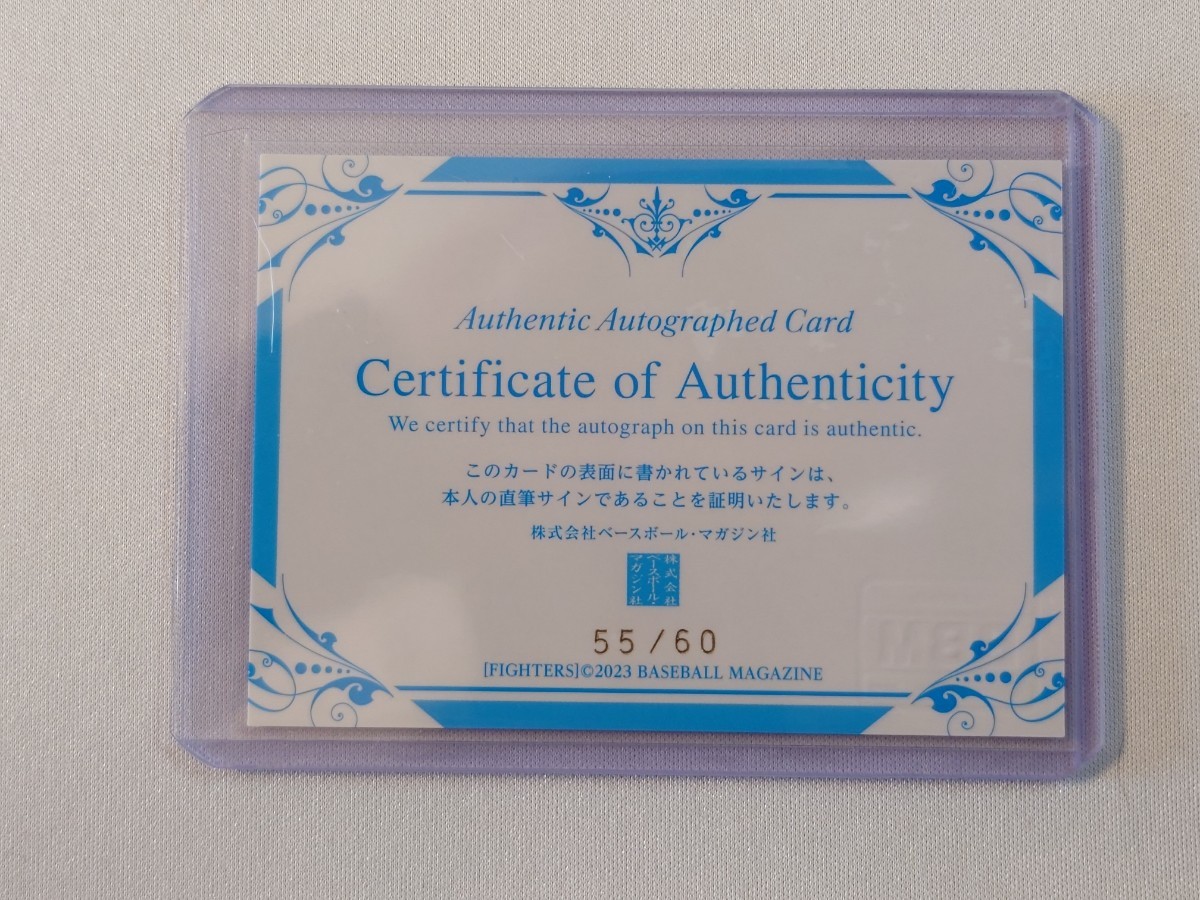 Authentic Autographed Card
Certificate of Authenticity
We certify that the autograph on this card is authentic.
このカードの表面に書かれているサインは、
本人の直筆サインであることを証明いたします。
株式会社ベースボール・マガジン社
株式会社
ベースボール・
マガジン社
55/60
[FIGHTERS]©2023 BASEBALL MAGAZINE